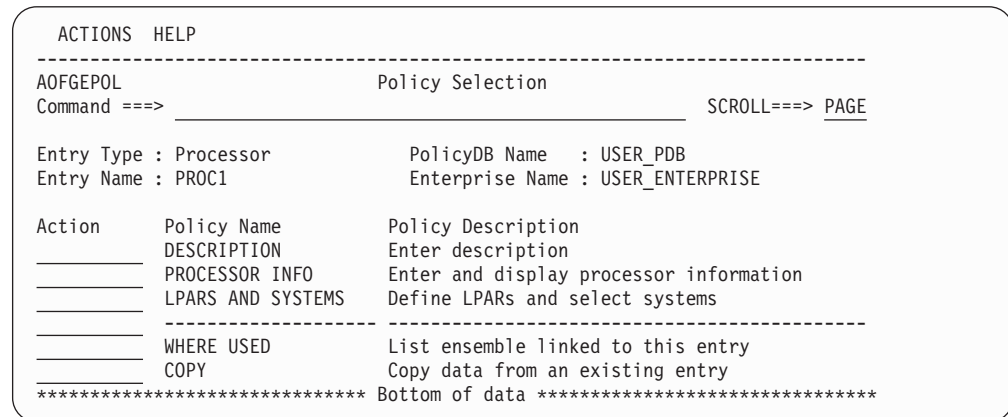 ACTIONS HELP
-------------------------------------------------------------------------------
AOFGEPOL Policy Selection
Command ===> SCROLL===> PAGE
Entry Type : Processor PolicyDB Name : USER_PDB
Entry Name : PROC1 Enterprise Name : USER_ENTERPRISE
Action Policy Name Policy Description
DESCRIPTION Enter description
PROCESSOR INFO Enter and display processor information
LPARS AND SYSTEMS Define LPARs and select systems
-------------------- ---------------------------------------------
WHERE USED List ensemble linked to this entry
COPY Copy data from an existing entry
******************************* Bottom of data ********************************